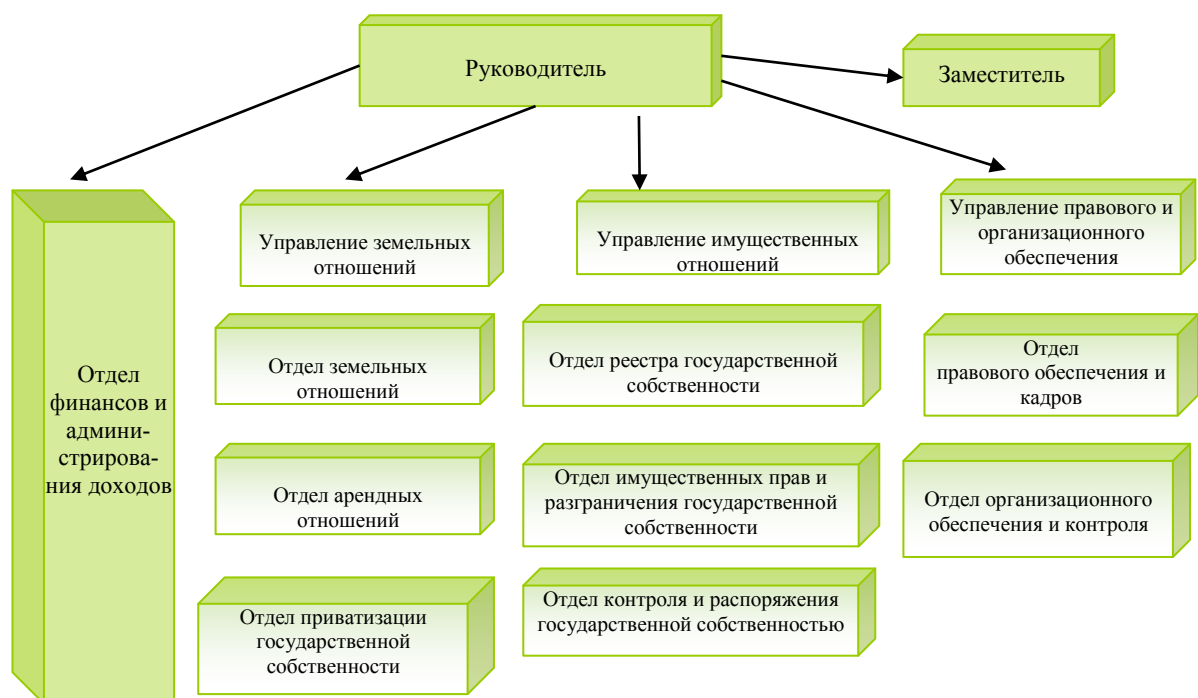 Руководитель
Заместитель
Отдел
финансов и
админи-
стрирова-
ния доходов
Управление земельных
отношений
Управление имущественных
отношений
Управление правового и
организационного
обеспечения
Отдел земельных
отношений
Отдел реестра государственной
собственности
Отдел
правового обеспечения и
кадров
Отдел арендных
отношений
Отдел имущественных прав и
разграничения государственной
собственности
Отдел организационного
обеспечения и контроля
Отдел приватизации
государственной
собственности
Отдел контроля и распоряжения
государственной собственностью